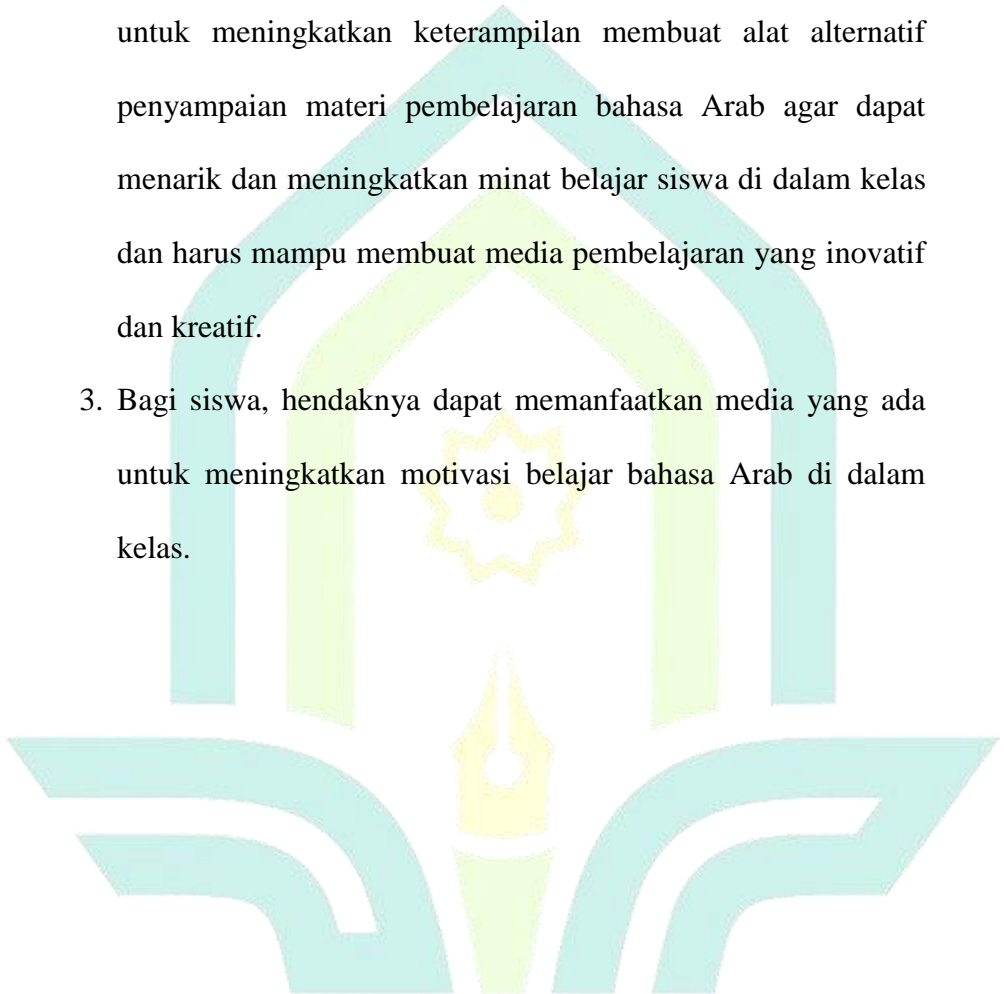 untuk meningkatkan keterampilan membuat alat alternatif
penyampaian materi pembelajaran bahasa Arab agar dapat
menarik dan meningkatkan minat belajar siswa di dalam kelas
dan harus mampu membuat media pembelajaran yang inovatif
dan kreatif.
3. Bagi siswa, hendaknya dapat memanfaatkan media yang ada
untuk meningkatkan motivasi belajar bahasa Arab di dalam
kelas.